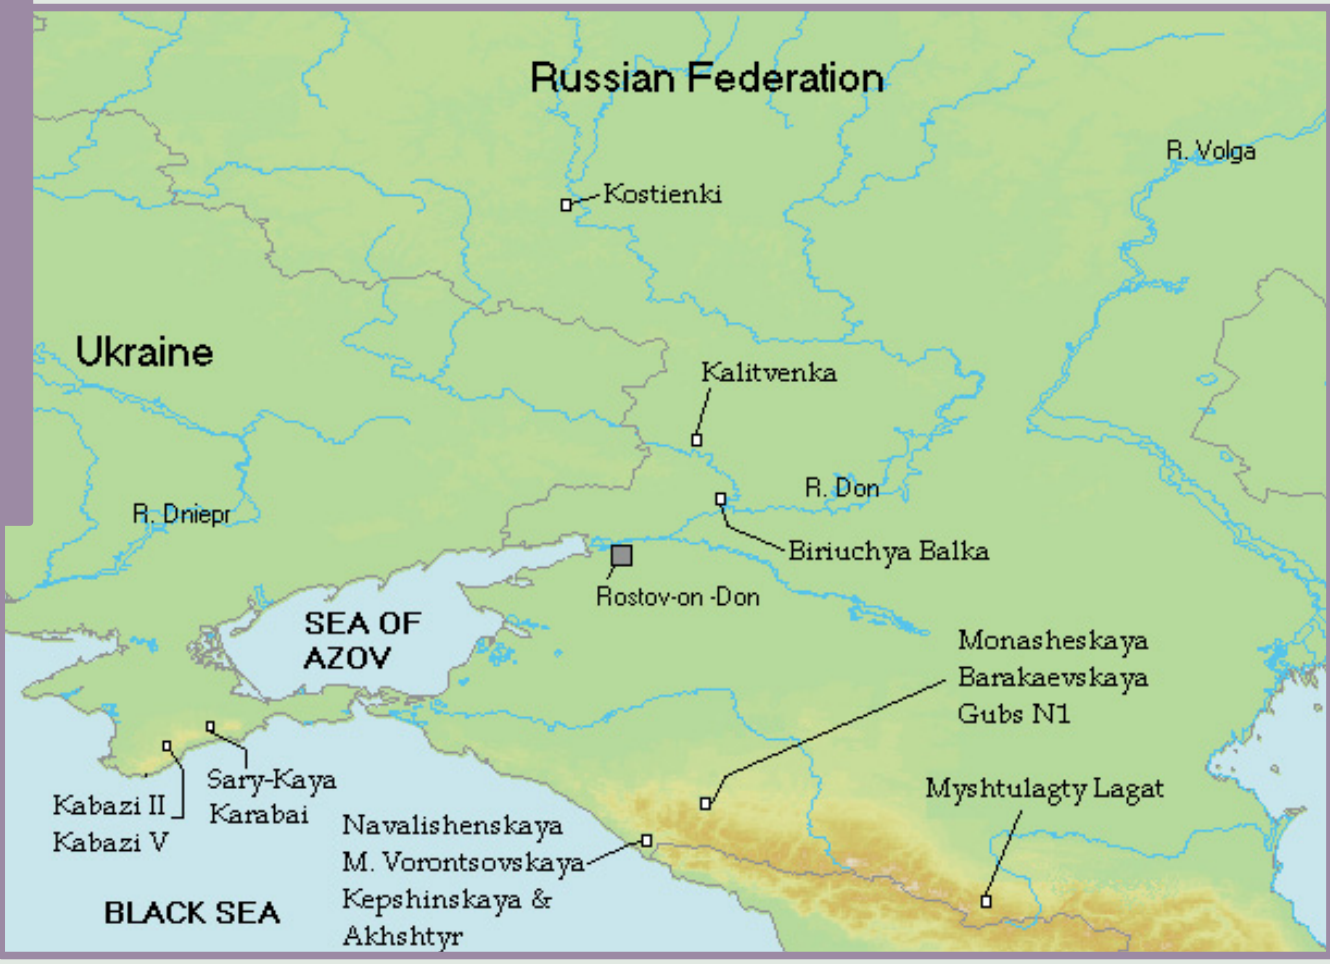 Russian Federation
R. Volga
Kostienki
Ukraine
Kalitvenka
R. Don
R. Dniepr
Biriuchya Balka
Rostov-on -Don
SEA OF
AZOV
Monasheskaya
Barakaevskaya
Gubs N1
Sary-Kaya
Karabai
Kabazi II
Kabazi V
Myshtulagty Lagat
Navalishenskaya
M. Vorontsovskaya
Kepshinskaya &
Akhshtyr
BLACK SEA